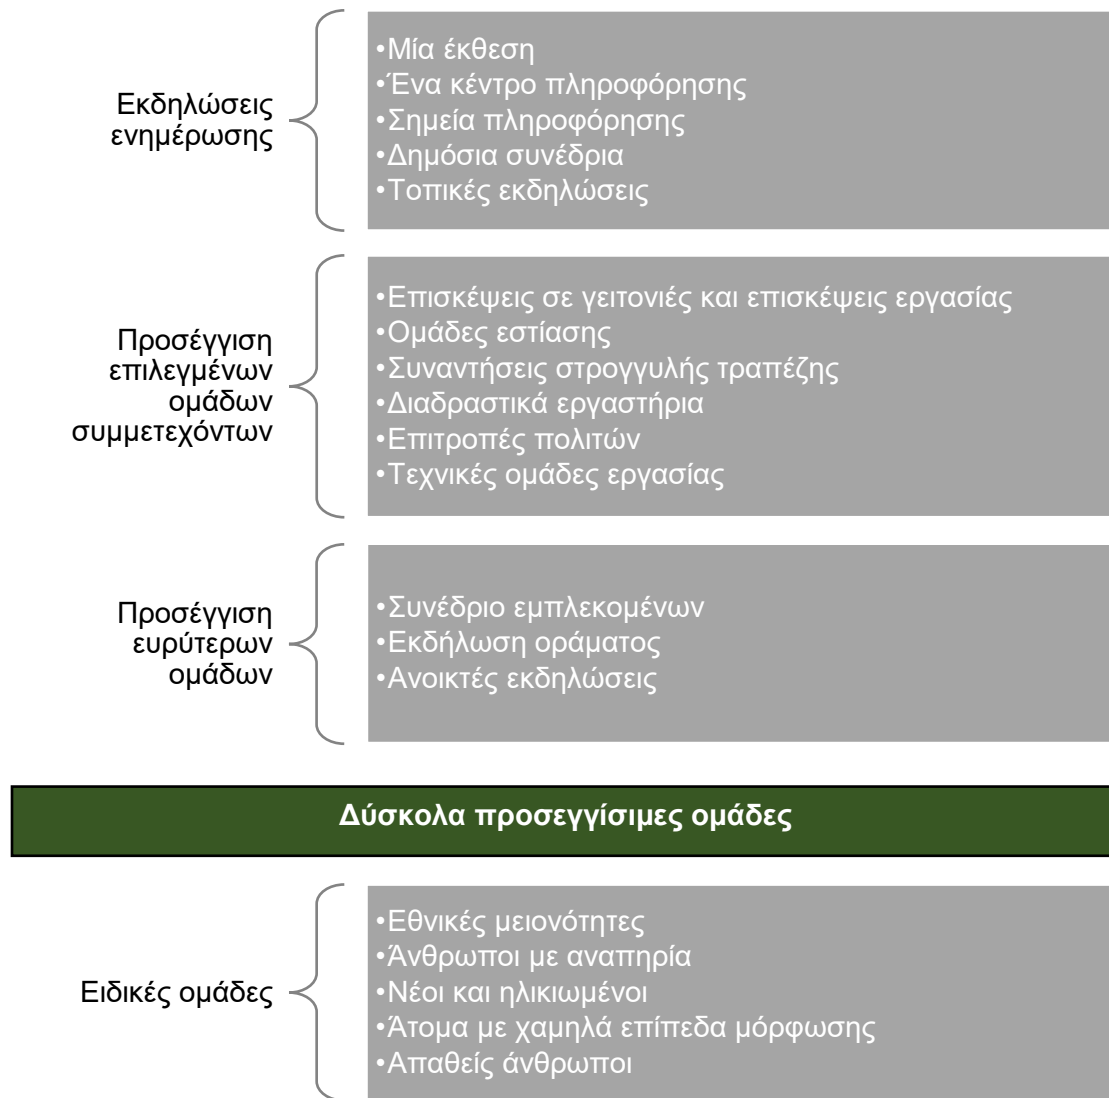 Εκδηλώσεις
ενημέρωσης
•Μία έκθεση
•Ένα κέντρο πληροφόρησης
•Σημεία πληροφόρησης
•Δημόσια συνέδρια
•Τοπικές εκδηλώσεις
Προσέγγιση
επιλεγμένων
ομάδων
συμμετεχόντων
•Επισκέψεις σε γειτονιές και επισκέψεις εργασίας
•Ομάδες εστίασης
•Συναντήσεις στρογγυλής τραπέζης
•Διαδραστικά εργαστήρια
•Επιτροπές πολιτών
•Τεχνικές ομάδες εργασίας
Προσέγγιση
ευρύτερων
ομάδων
•Συνέδριο εμπλεκομένων
•Εκδήλωση οράματος
•Ανοικτές εκδηλώσεις
Δύσκολα προσεγγίσιμες ομάδες
Ειδικές ομάδες
•Εθνικές μειονότητες
•Άνθρωποι με αναπηρία
•Νέοι και ηλικιωμένοι
•Άτομα με χαμηλά επίπεδα μόρφωσης
•Απαθείς άνθρωποι